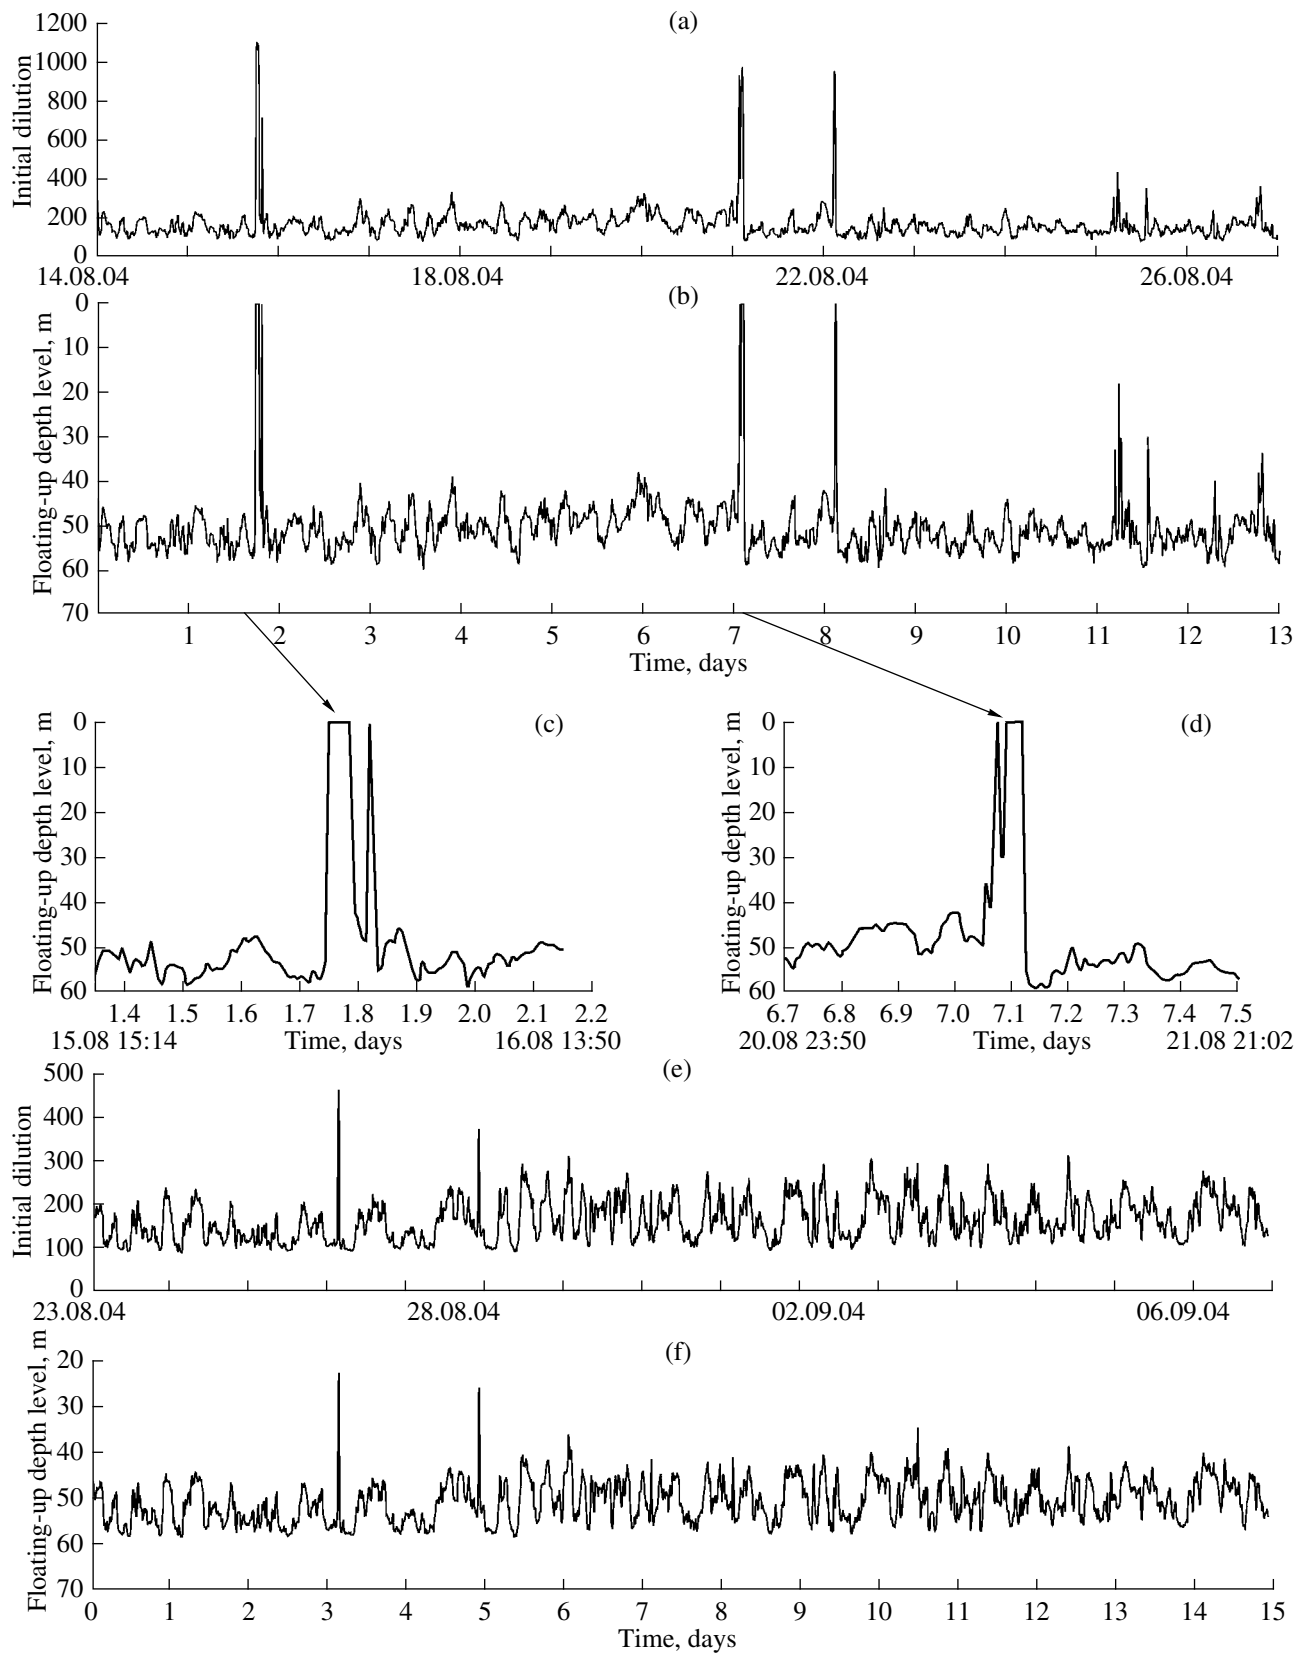 (a)
Initial dilution
1200
1000
800
600
400
200
0
14.08.04 18.08.04 22.08.04 26.08.04
(b)
Floating-up depth level, m
0
10
20
30
40
50
60
70
1 2 3 4 5 6 7 8 9 10 11 12 13
Time, days
(c)
Floating-up depth level, m
0
10
20
30
40
50
60
1.4 1.5 1.6 1.7 1.8 1.9 2.0 2.1 2.2
15.08 15:14 Time, days 16.08 13:50
(d)
Floating-up depth level, m
0
10
20
30
40
50
60
6.7 6.8 6.9 7.0 7.1 7.2 7.3 7.4 7.5
20.08 23:50 Time, days 21.08 21:02
(e)
Initial dilution
500
400
300
200
100
0
23.08.04 28.08.04 02.09.04 06.09.04
(f)
Floating-up depth level, m
20
30
40
50
60
70
0 1 2 3 4 5 6 7 8 9 10 11 12 13 14 15
Time, days